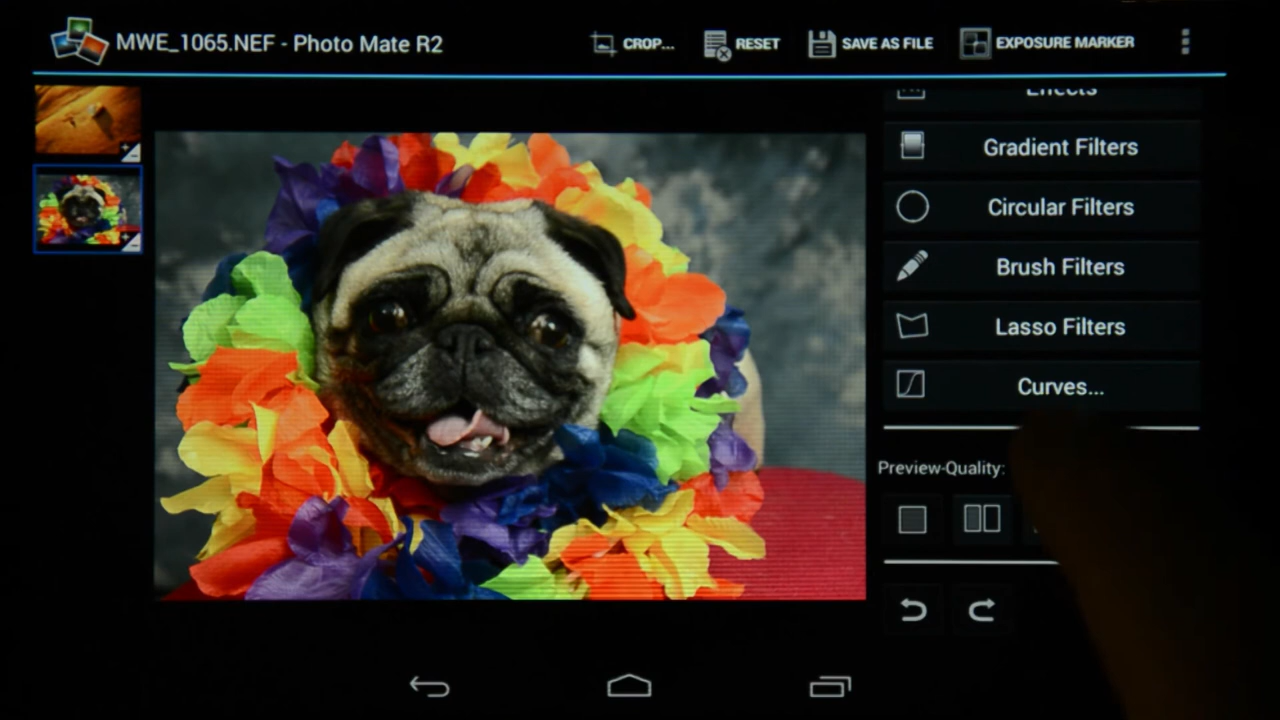 MWE_1065.NEF - Photo Mate R2
CROP...
RESET
SAVE AS FILE
EXPOSURE MARKER
Effects
Gradient Filters
Circular Filters
Brush Filters
Lasso Filters
Curves...
Preview-Quality: